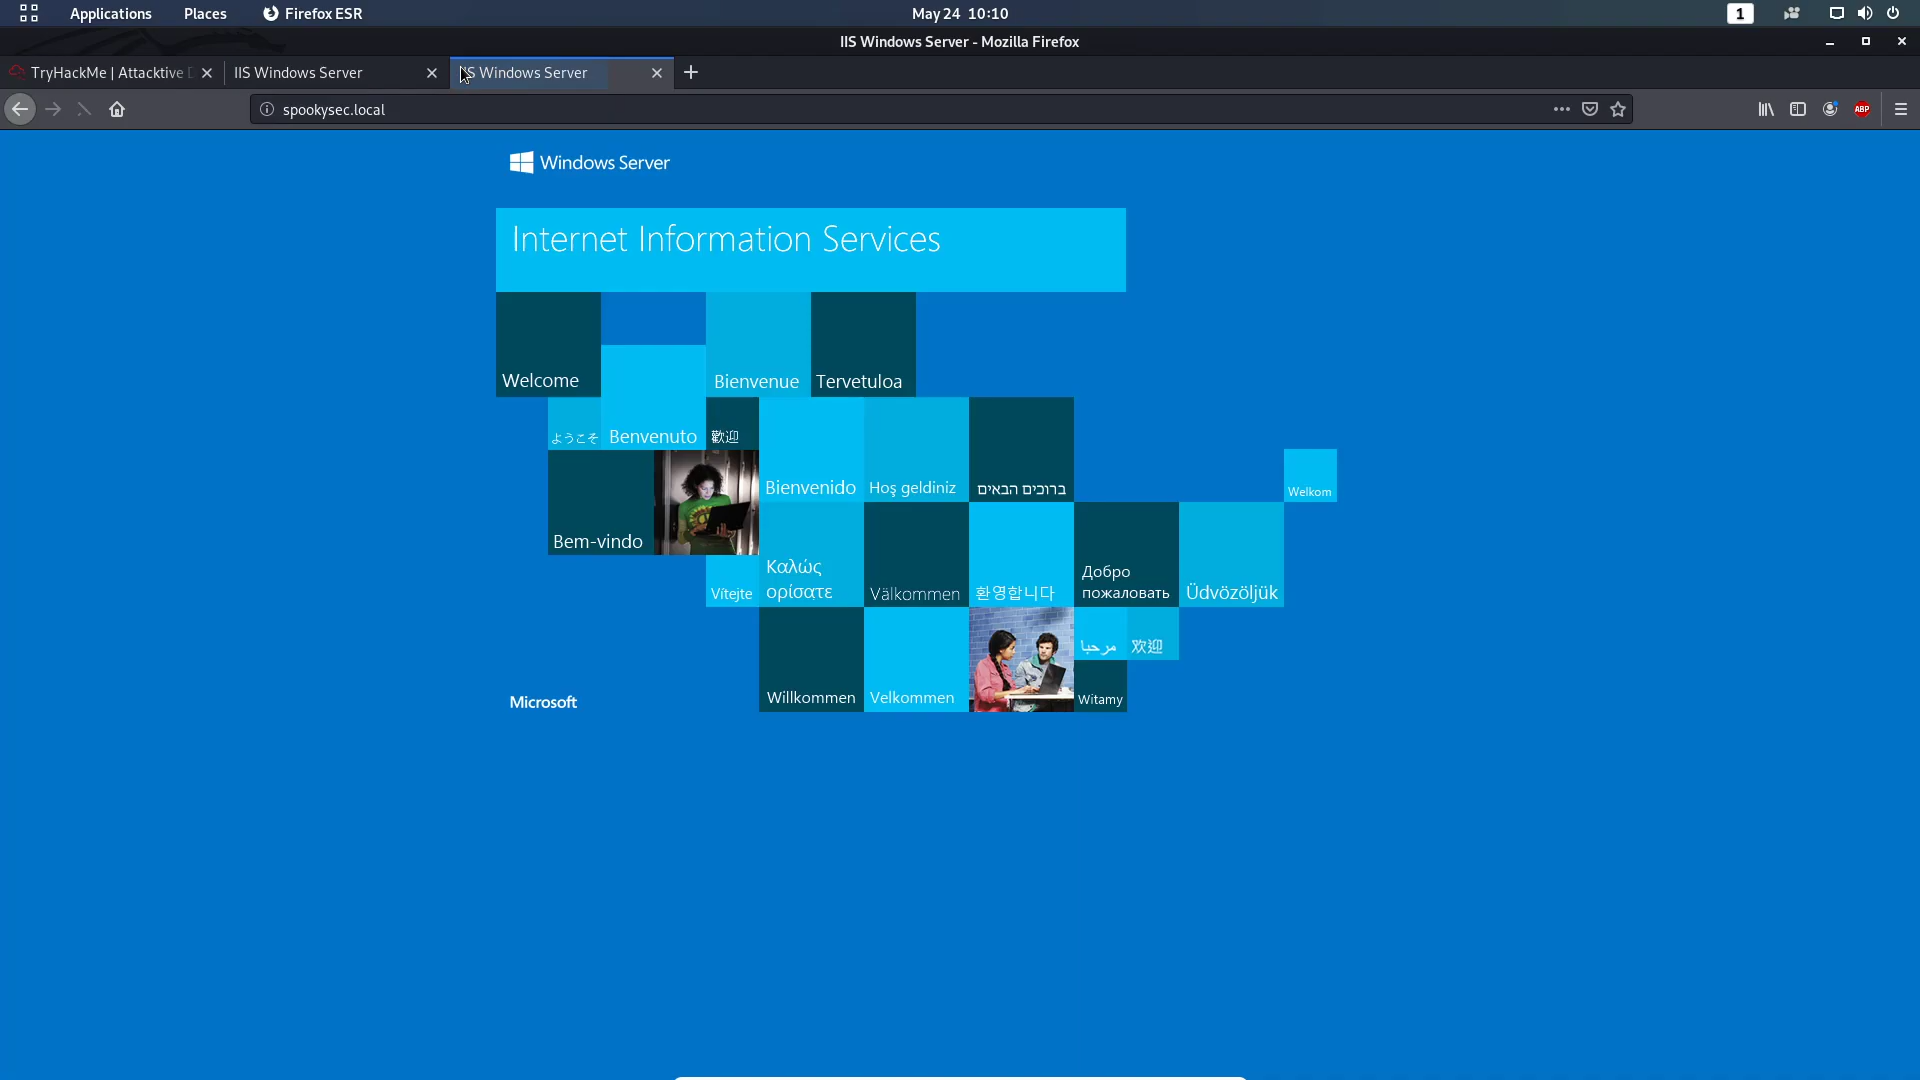 Applications Places Firefox ESR May 24 10:10 1
IIS Windows Server - Mozilla Firefox
TryHackMe | Attacktive D IIS Windows Server IIS Windows Server
spookysec.local ABP
Windows Server
Internet Information Services
Welcome
Bienvenue
Tervetuloa
ようこそ
Benvenuto
歡迎
Bienvenido
Hoş geldiniz
ברוכים הבאים
Welkom
Bem-vindo
Vítejte
Καλώς
ορίσατε
Välkommen
환영합니다
Добро
пожаловать
Üdvözöljük
مرحبا
欢迎
Microsoft
Willkommen
Velkommen
Witamy